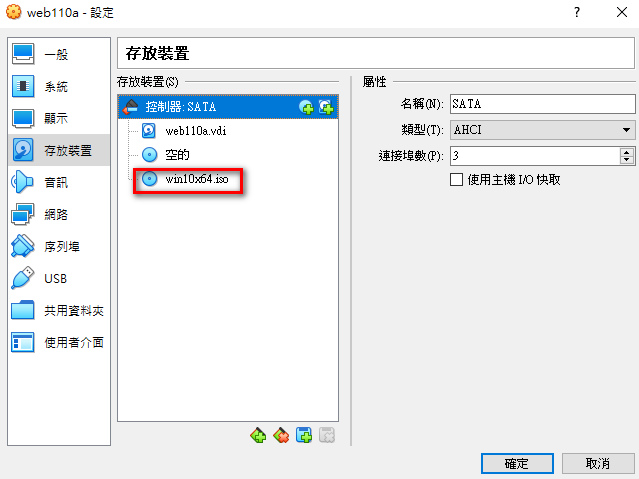 web110a - 設定
?
一般
系統
顯示
存放裝置
音訊
網路
序列埠
USB
共用資料夾
使用者介面
存放裝置
存放裝置(S)
控制器: SATA
web110a.vdi
空的
win10x64.iso
屬性
名稱(N): SATA
類型(T): AHCI
連接埠數(P): 3
使用主機 I/O 快取
確定
取消